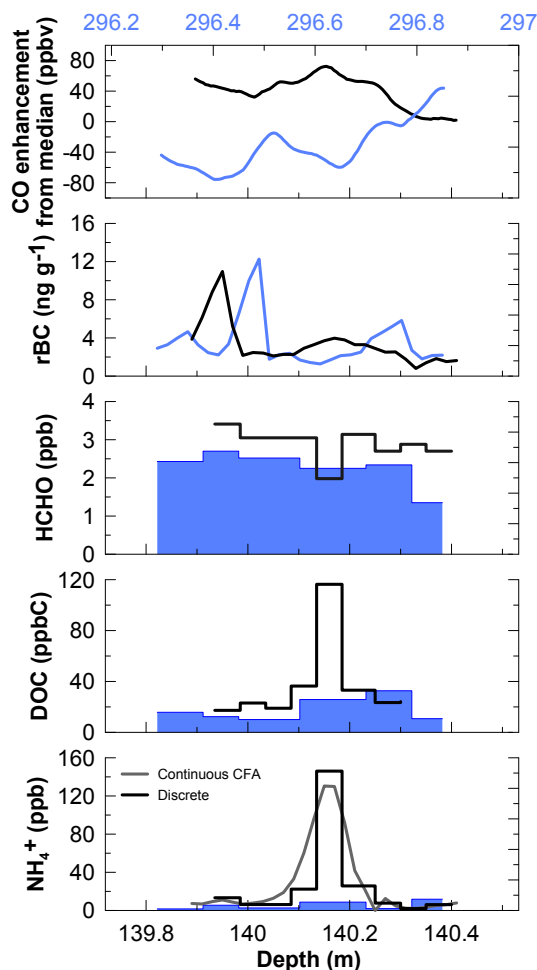 296.2 296.4 296.6 296.8 297
CO enhancement
from median (ppbv)
80
40
0
-40
-80
rBC (ng g⁻¹)
16
12
8
4
0
HCHO (ppb)
4
3
2
1
0
DOC (ppbC)
120
80
40
0
NH₄⁺ (ppb)
160
120
80
40
0
Continuous CFA
Discrete
139.8 140 140.2 140.4
Depth (m)